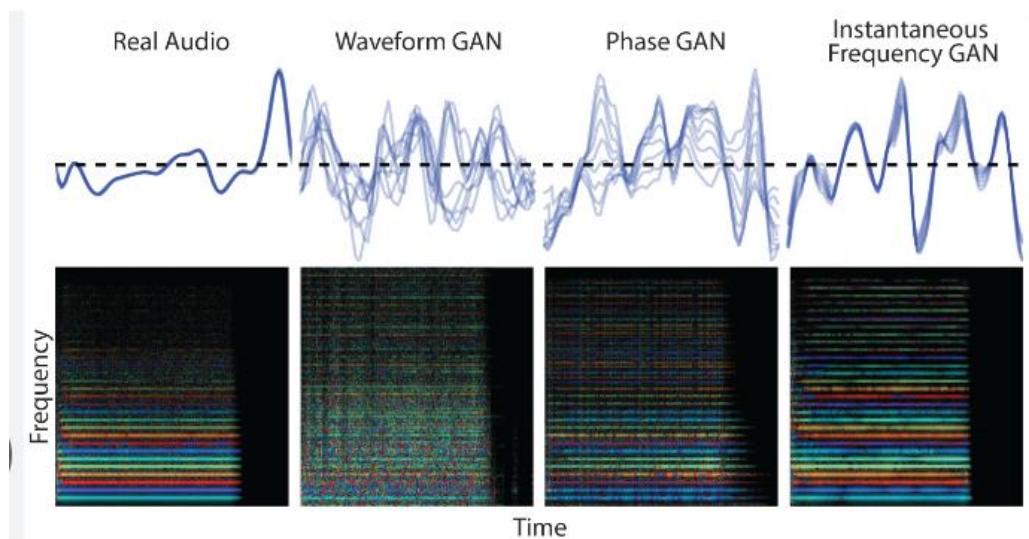 Real Audio
Waveform GAN
Phase GAN
Instantaneous
Frequency GAN
Frequency
Time